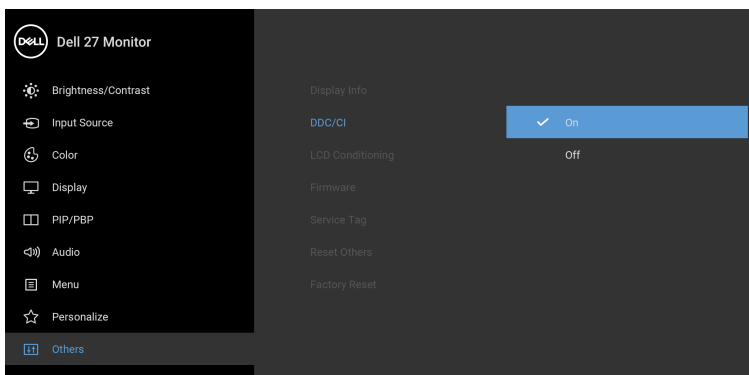 DELL
Dell 27 Monitor
Brightness/Contrast
Input Source
Color
Display
PIP/PBP
Audio
Menu
Personalize
Others
Display Info
DDC/CI
LCD Conditioning
Firmware
Service Tag
Reset Others
Factory Reset
On
Off